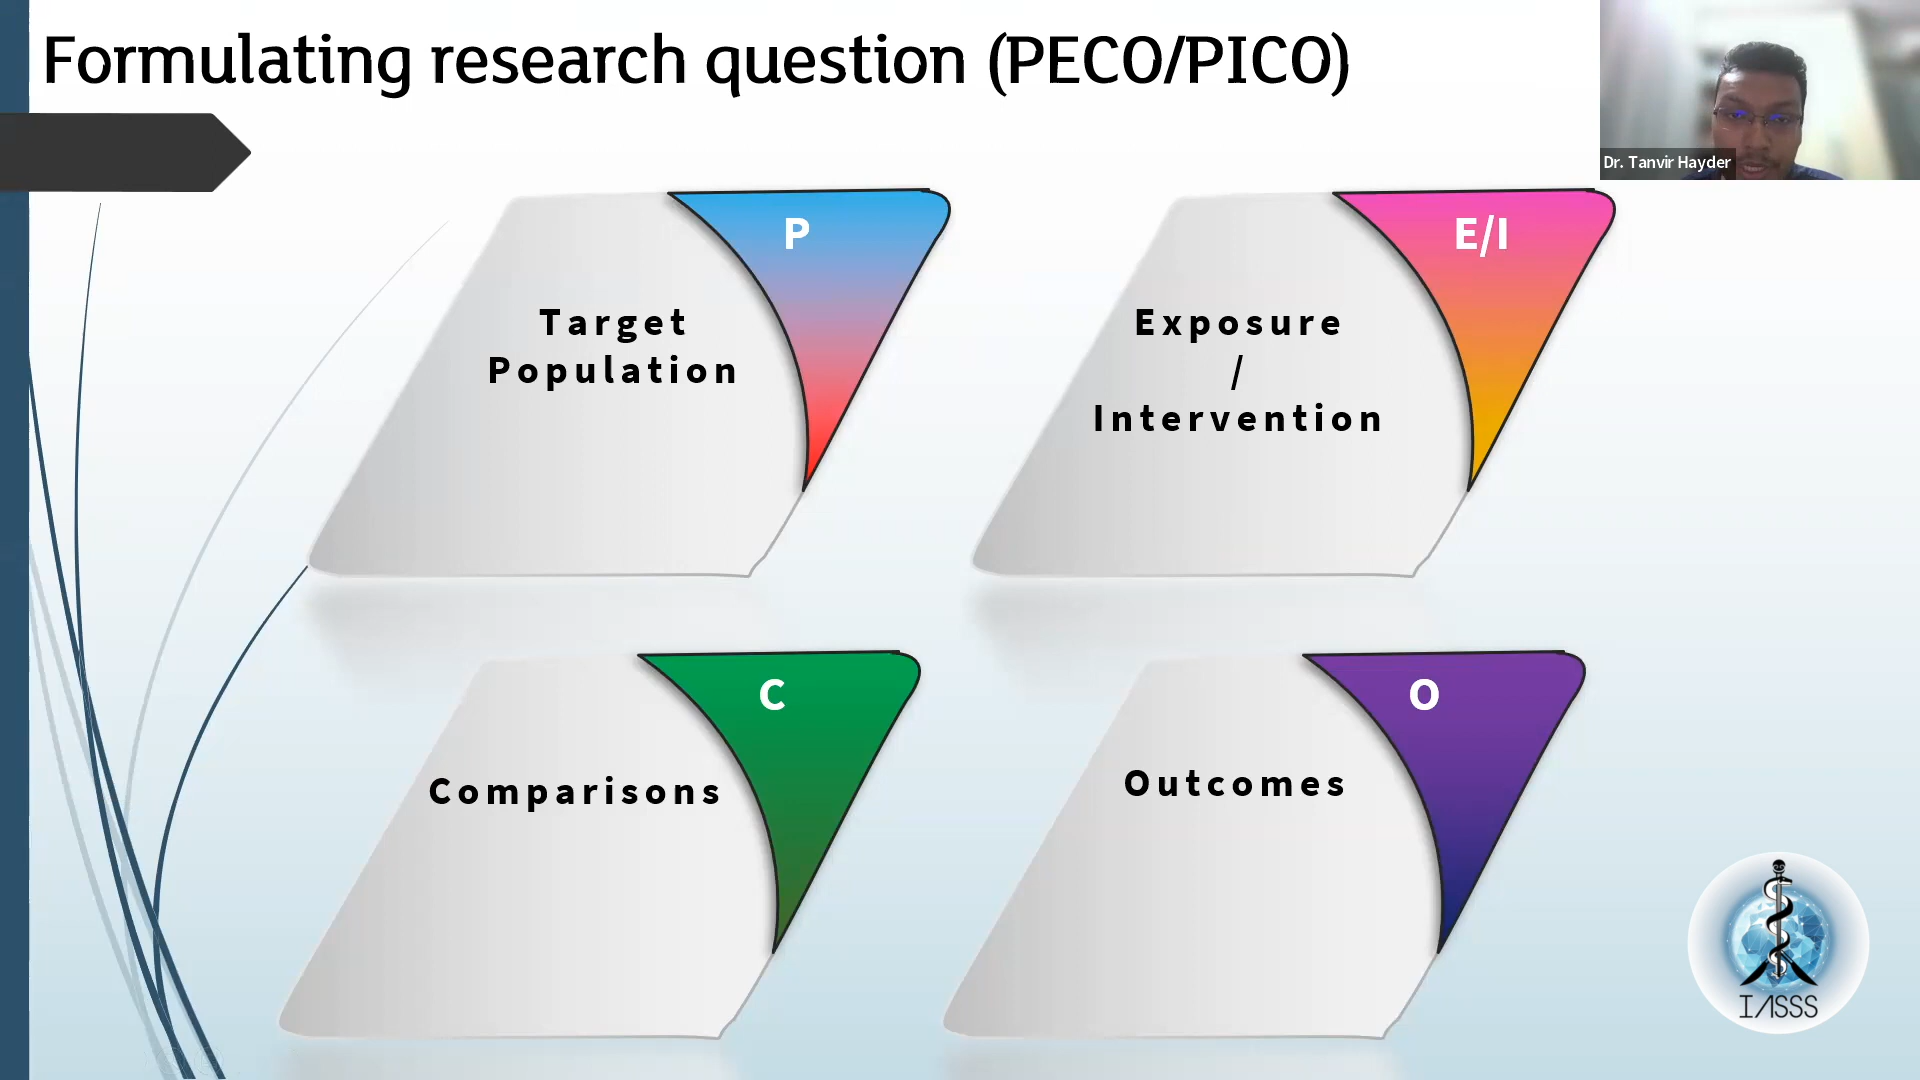 Formulating research question (PECO/PICO)
Dr. Tanvir Hayder
P
Target
Population
E/I
Exposure
/
Intervention
C
Comparisons
O
Outcomes
IASSS